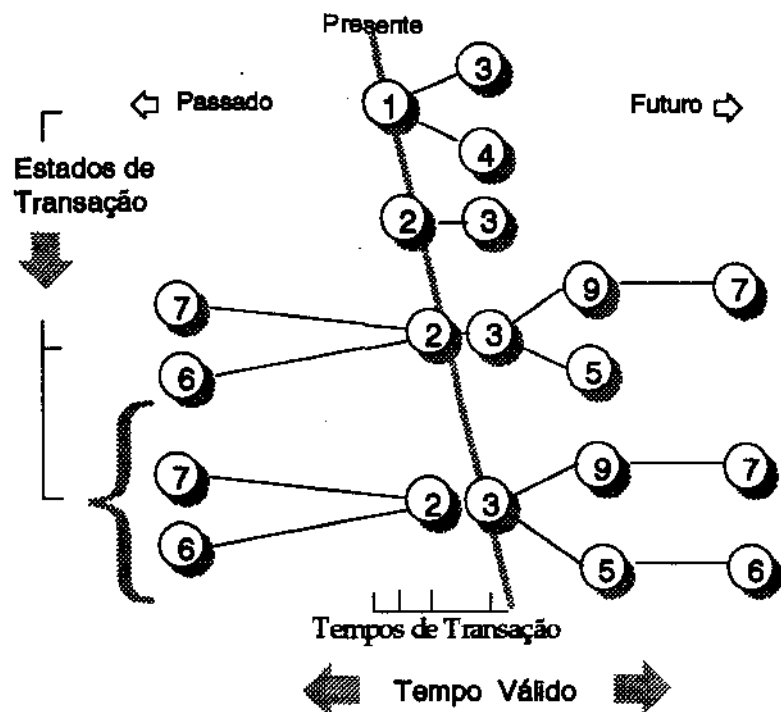 Presente
3
Passado
1
Futuro
4
Estados de
Transação
2 3
9 7
7
2 3
6 5
9 7
7
2 3
6
5 6
Tempos de Transação
Tempo Válido